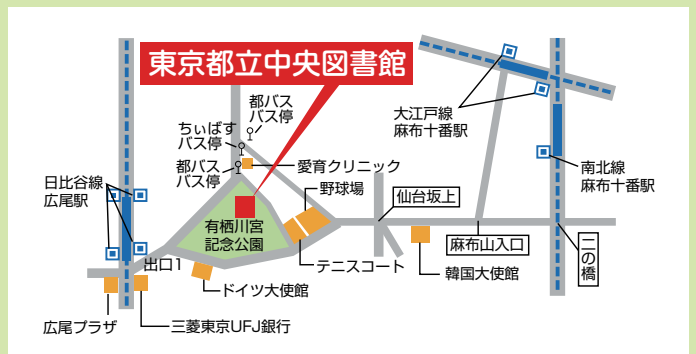 東京都立中央図書館
都バス
バス停
ちぃばす
バス停
都バス
バス停
愛育クリニック
野球場
大江戸線
麻布十番駅
南北線
麻布十番駅
日比谷線
広尾駅
仙台坂上
有栖川宮
記念公園
麻布山入口
二の橋
出口1
テニスコート
韓国大使館
ドイツ大使館
広尾プラザ
三菱東京UFJ銀行